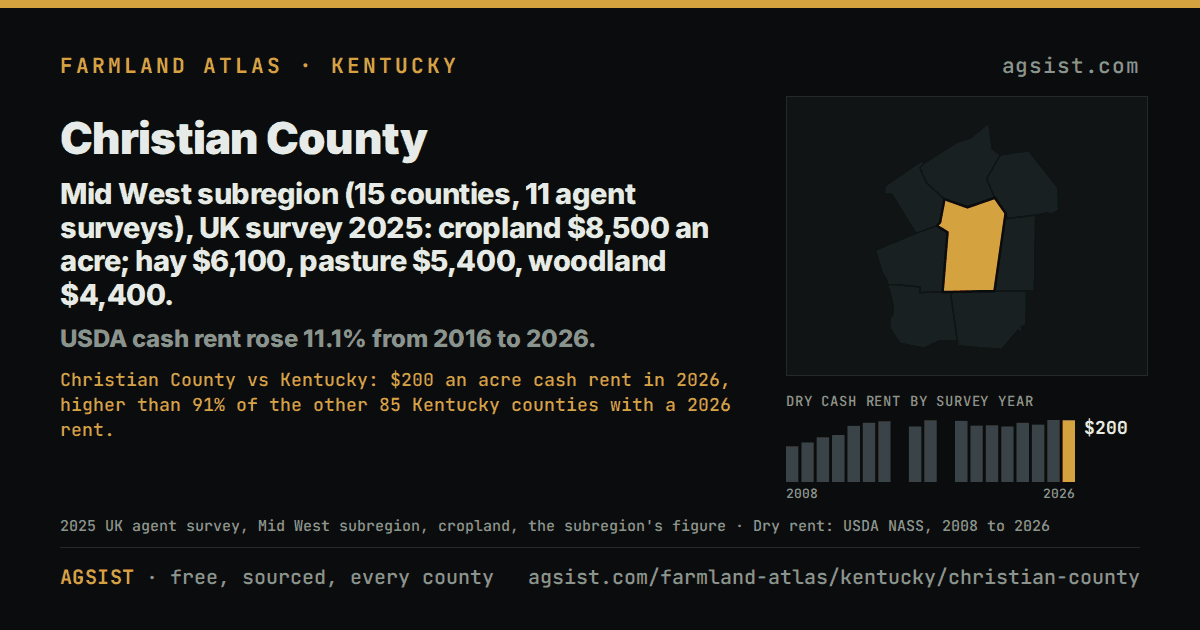 FARMLAND ATLAS · KENTUCKY
agsist.com
Christian County
Mid West subregion (15 counties, 11 agent
surveys), UK survey 2025: cropland $8,500 an
acre; hay $6,100, pasture $5,400, woodland
$4,400.
USDA cash rent rose 11.1% from 2016 to 2026.
Christian County vs Kentucky: $200 an acre cash rent in 2026,
higher than 91% of the other 85 Kentucky counties with a 2026
rent.
DRY CASH RENT BY SURVEY YEAR
$200
2008 2026
2025 UK agent survey, Mid West subregion, cropland, the subregion's figure · Dry rent: USDA NASS, 2008 to 2026
AGSIST · free, sourced, every county
agsist.com/farmland-atlas/kentucky/christian-county